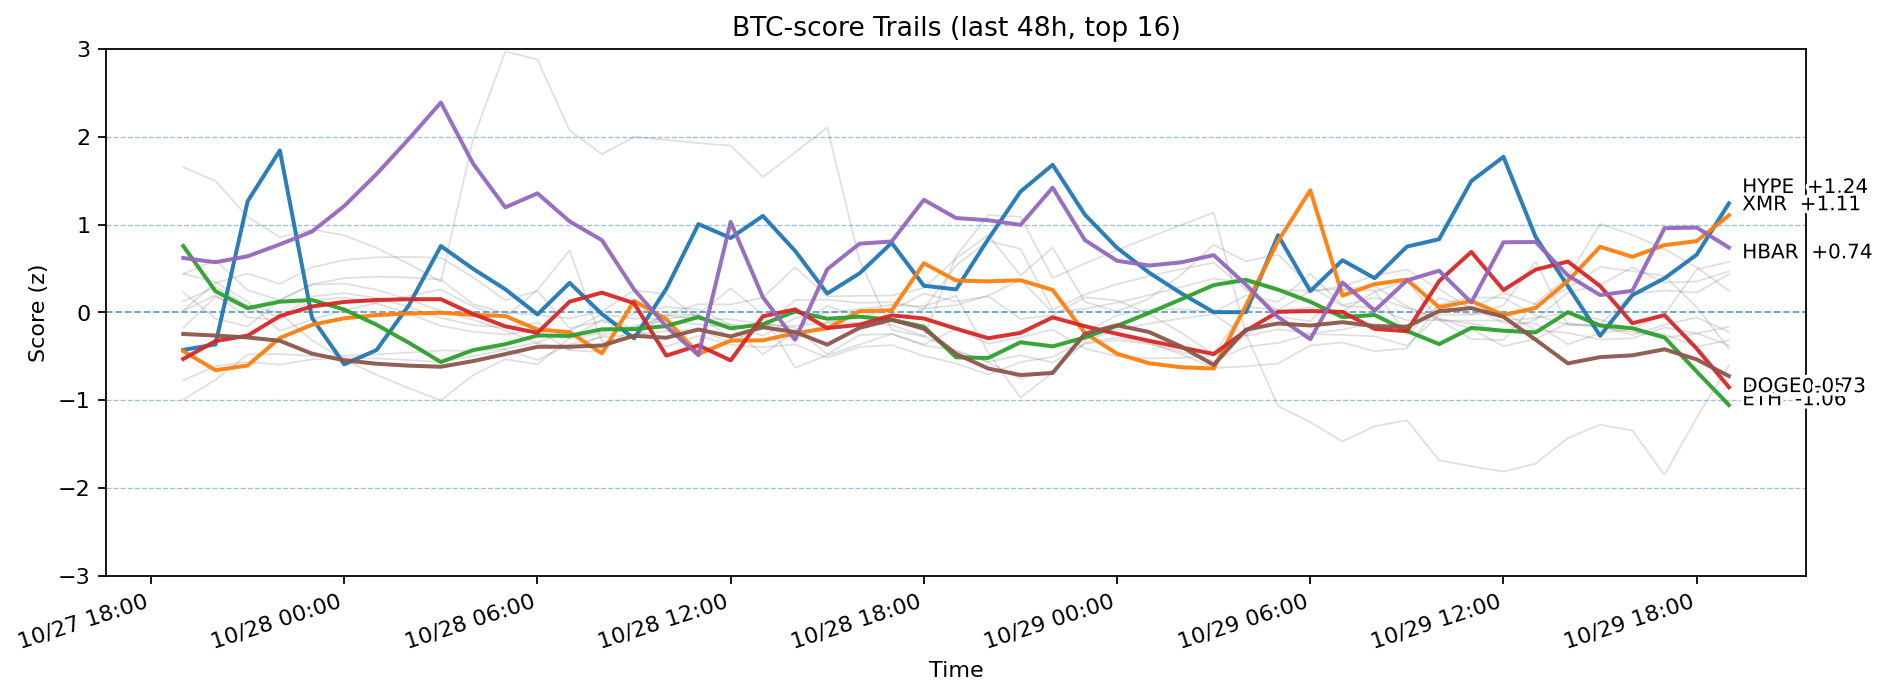 BTC-score Trails (last 48h, top 16)
3
2
1
0
−1
−2
−3
Score (z)
HYPE +1.24
XMR +1.11
HBAR +0.74
DOGE -0.73
ETH -1.06
10/27 18:00
10/28 00:00
10/28 06:00
10/28 12:00
10/28 18:00
10/29 00:00
10/29 06:00
10/29 12:00
10/29 18:00
Time